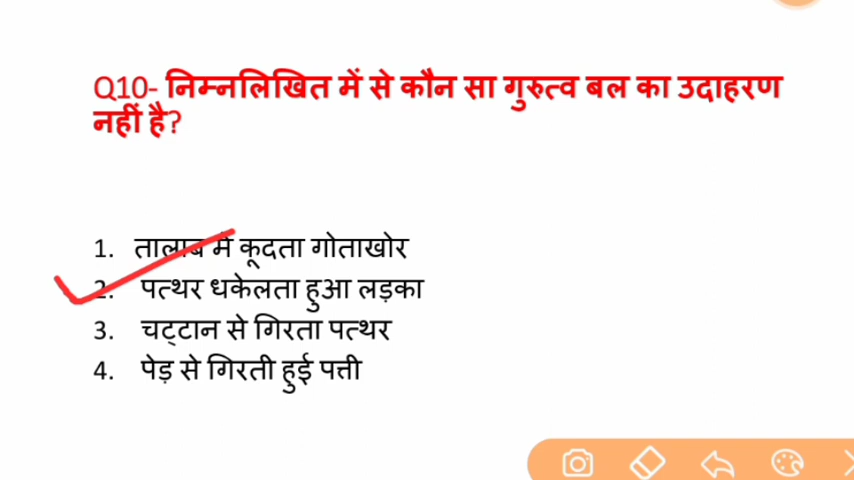 Q10- निम्नलिखित में से कौन सा गुरुत्व बल का उदाहरण
नहीं है?
1. तालाब में कूदता गोताखोर
2. पत्थर धकेलता हुआ लड़का
3. चट्टान से गिरता पत्थर
4. पेड़ से गिरती हुई पत्ती